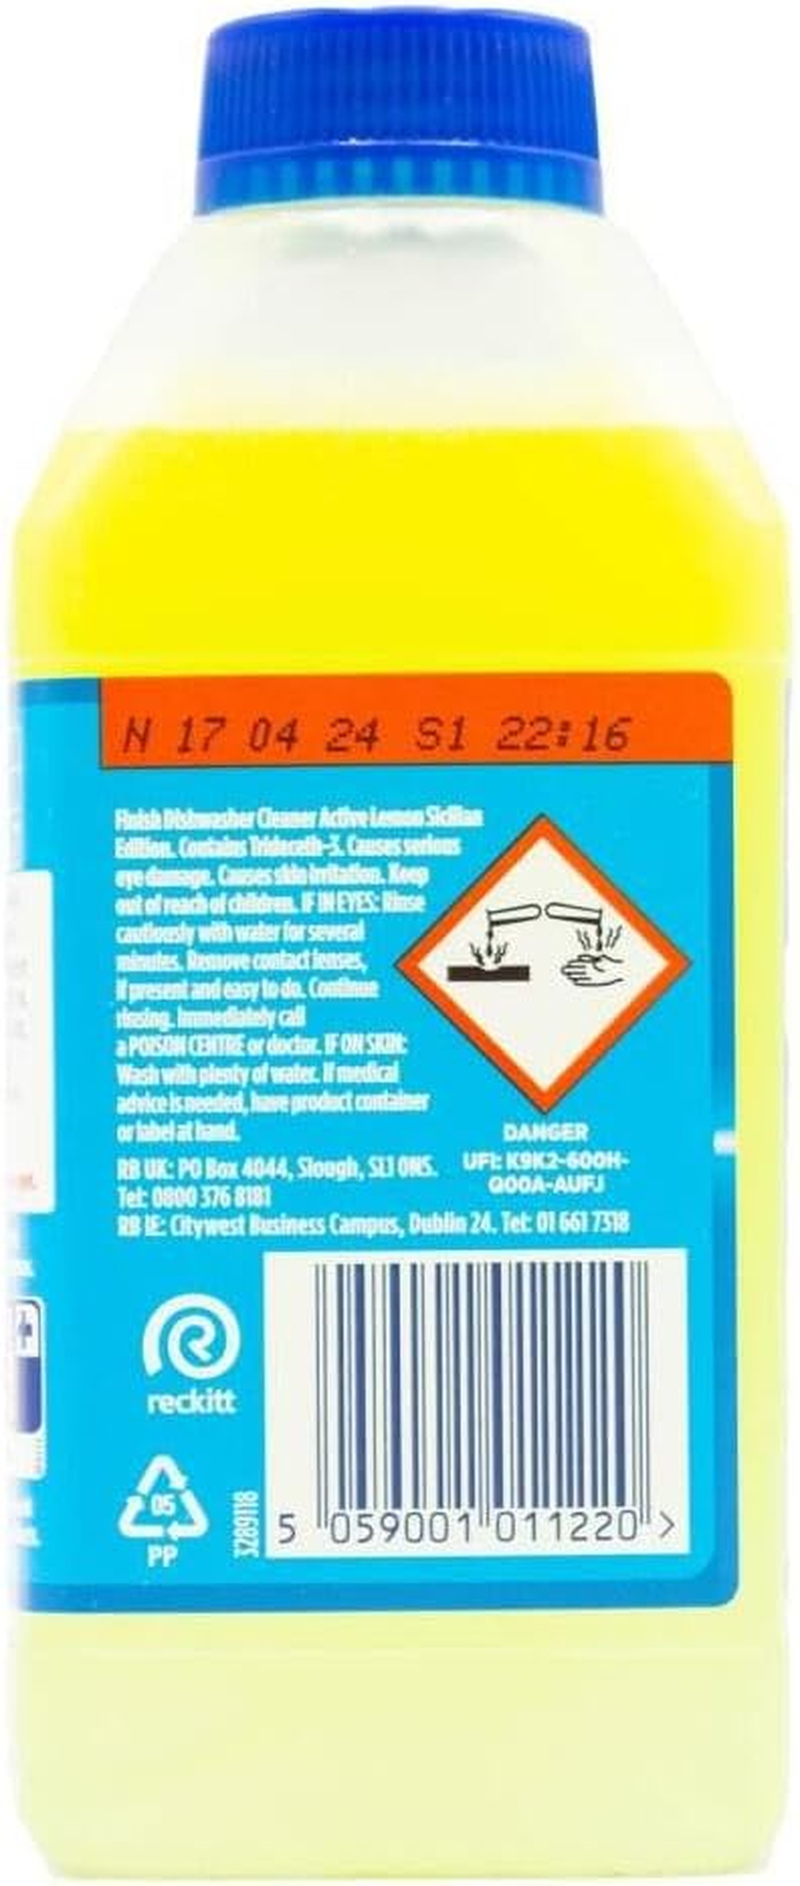 N 17 04 24 S1 22:16
Finish Dishwasher Cleaner Active Lemon Sicilian
Edition. Contains Trideceth-3. Causes serious
eye damage. Causes skin irritation. Keep
out of reach of children. IF IN EYES: Rinse
cautiously with water for several
minutes. Remove contact lenses,
if present and easy to do. Continue
rinsing. Immediately call
a POISON CENTRE or doctor. IF ON SKIN:
Wash with plenty of water. If medical
advice is needed, have product container
or label at hand.
DANGER
UFI: K9K2-600H-
Q00A-AUFJ
RB UK: PO Box 4044, Slough, SL1 0NS.
Tel: 0800 376 8181
RB IE: Citywest Business Campus, Dublin 24. Tel: 01 661 7318
reckitt
05
PP
3289118
5 059001 011220 >